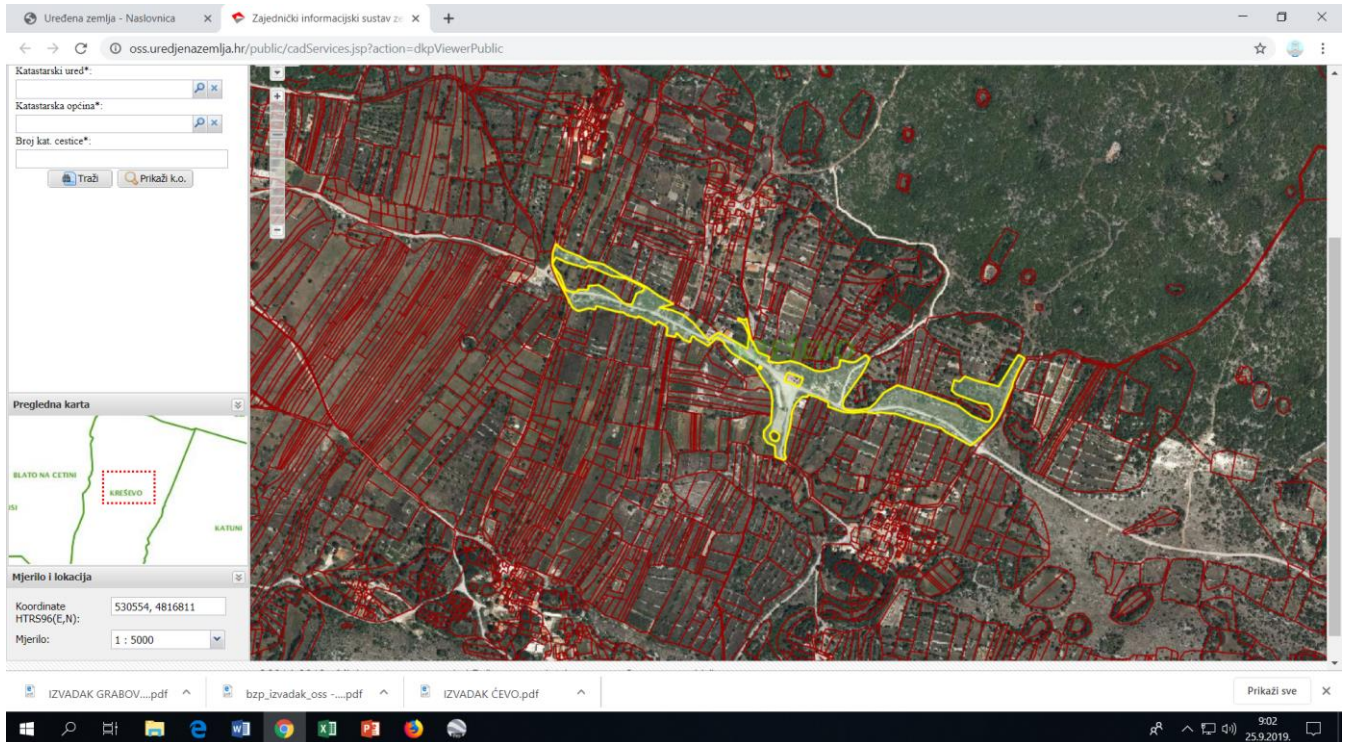 Uređena zemlja - Naslovnica
Zajednički informacijski sustav ze
oss.uredjenazemlja.hr/public/cadServices.jsp?action=dkpViewerPublic
Katastarski ured*:
Katastarska općina*:
Broj kat. čestice*:
Traži
Prikaži k.o.
Pregledna karta
BLATO NA CETINI
KREŠEVO
KATUNI
Mjerilo i lokacija
Koordinate
HTRS96(E,N):
530554, 4816811
Mjerilo:
1 : 5000
IZVADAK GRABOV....pdf
bzp_izvadak_oss -....pdf
IZVADAK ČEVO.pdf
Prikaži sve
9:02
25.9.2019.